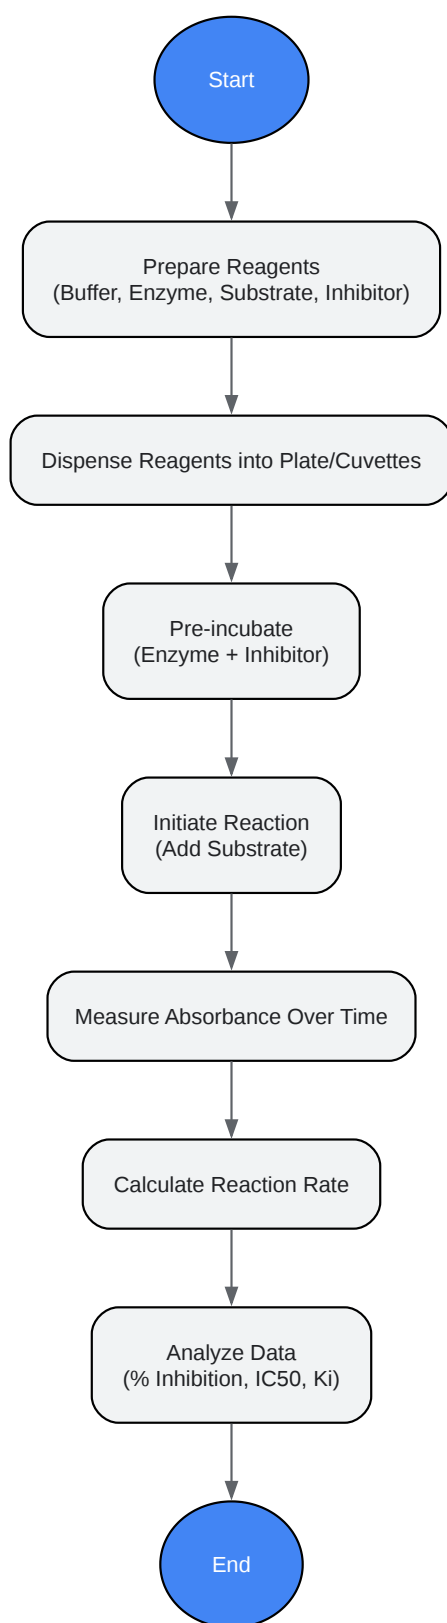 Start
Prepare Reagents
(Buffer, Enzyme, Substrate, Inhibitor)
Dispense Reagents into Plate/Cuvettes
Pre-incubate
(Enzyme + Inhibitor)
Initiate Reaction
(Add Substrate)
Measure Absorbance Over Time
Calculate Reaction Rate
Analyze Data
(% Inhibition, IC50, Ki)
End